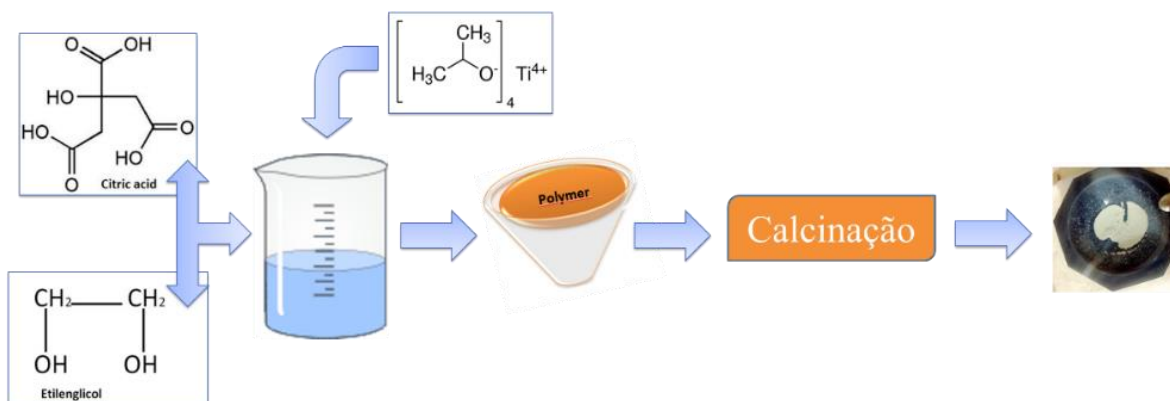 O
OH
HO
HO
O
O
HO
Citric acid
CH2 CH2
OH OH
Etilenglicol
CH3
H3C O- Ti4+
4
Polymer
Calcinação